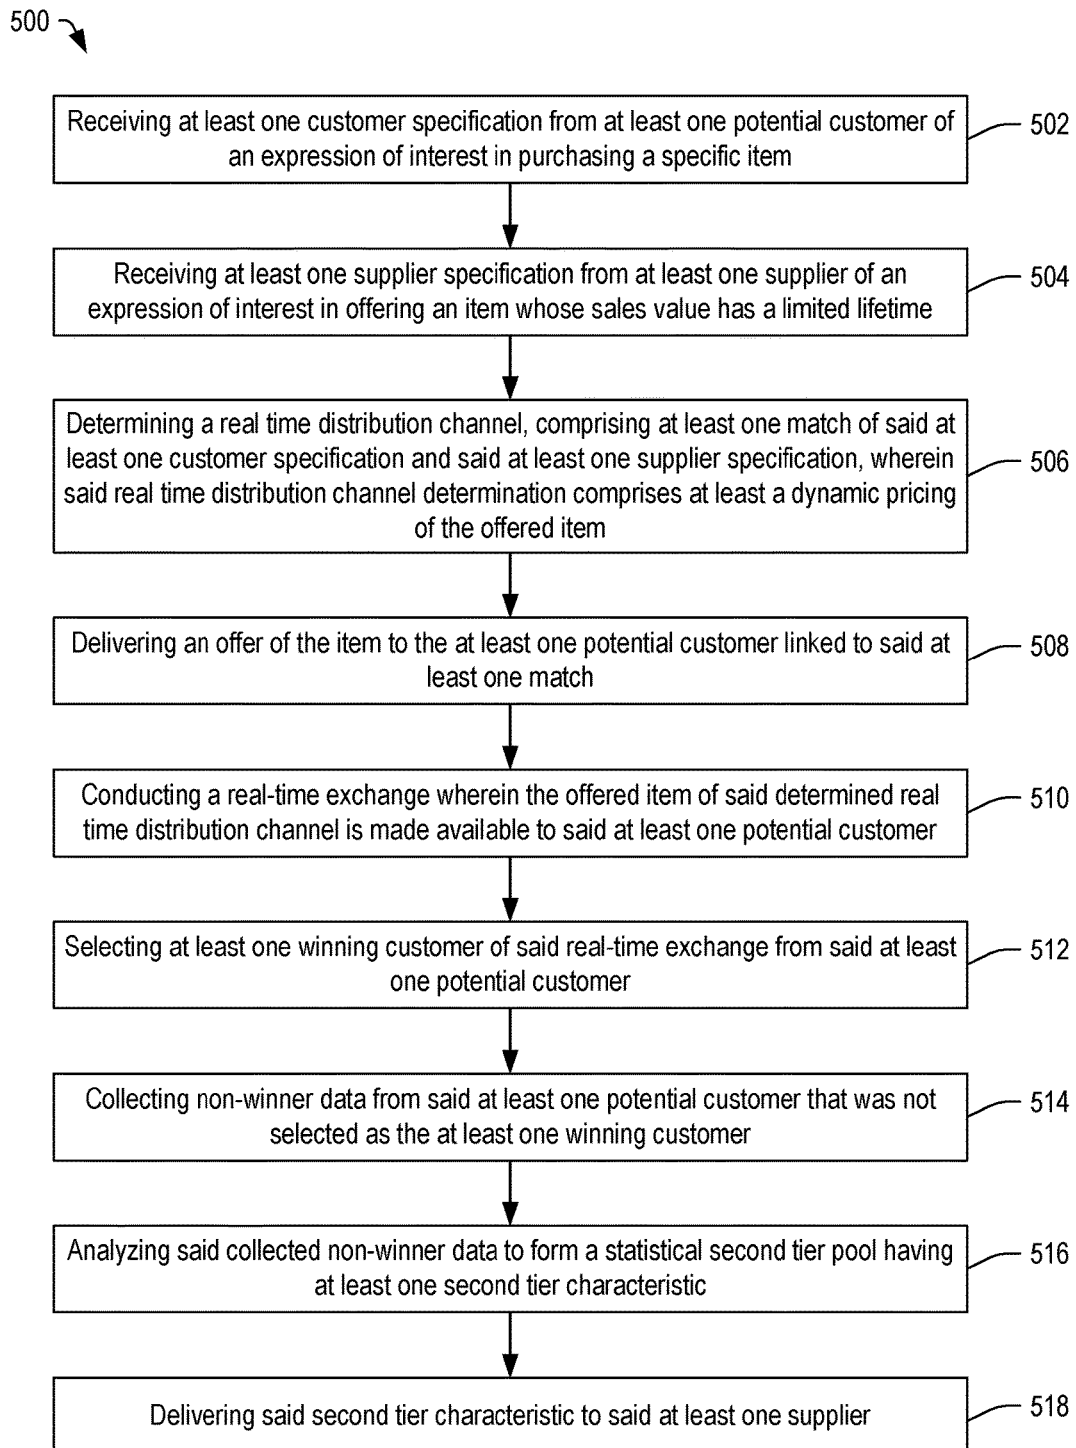 500
Receiving at least one customer specification from at least one potential customer of
an expression of interest in purchasing a specific item
502
Receiving at least one supplier specification from at least one supplier of an
expression of interest in offering an item whose sales value has a limited lifetime
504
Determining a real time distribution channel, comprising at least one match of said at
least one customer specification and said at least one supplier specification, wherein
said real time distribution channel determination comprises at least a dynamic pricing
of the offered item
506
Delivering an offer of the item to the at least one potential customer linked to said at
least one match
508
Conducting a real-time exchange wherein the offered item of said determined real
time distribution channel is made available to said at least one potential customer
510
Selecting at least one winning customer of said real-time exchange from said at least
one potential customer
512
Collecting non-winner data from said at least one potential customer that was not
selected as the at least one winning customer
514
Analyzing said collected non-winner data to form a statistical second tier pool having
at least one second tier characteristic
516
Delivering said second tier characteristic to said at least one supplier
518